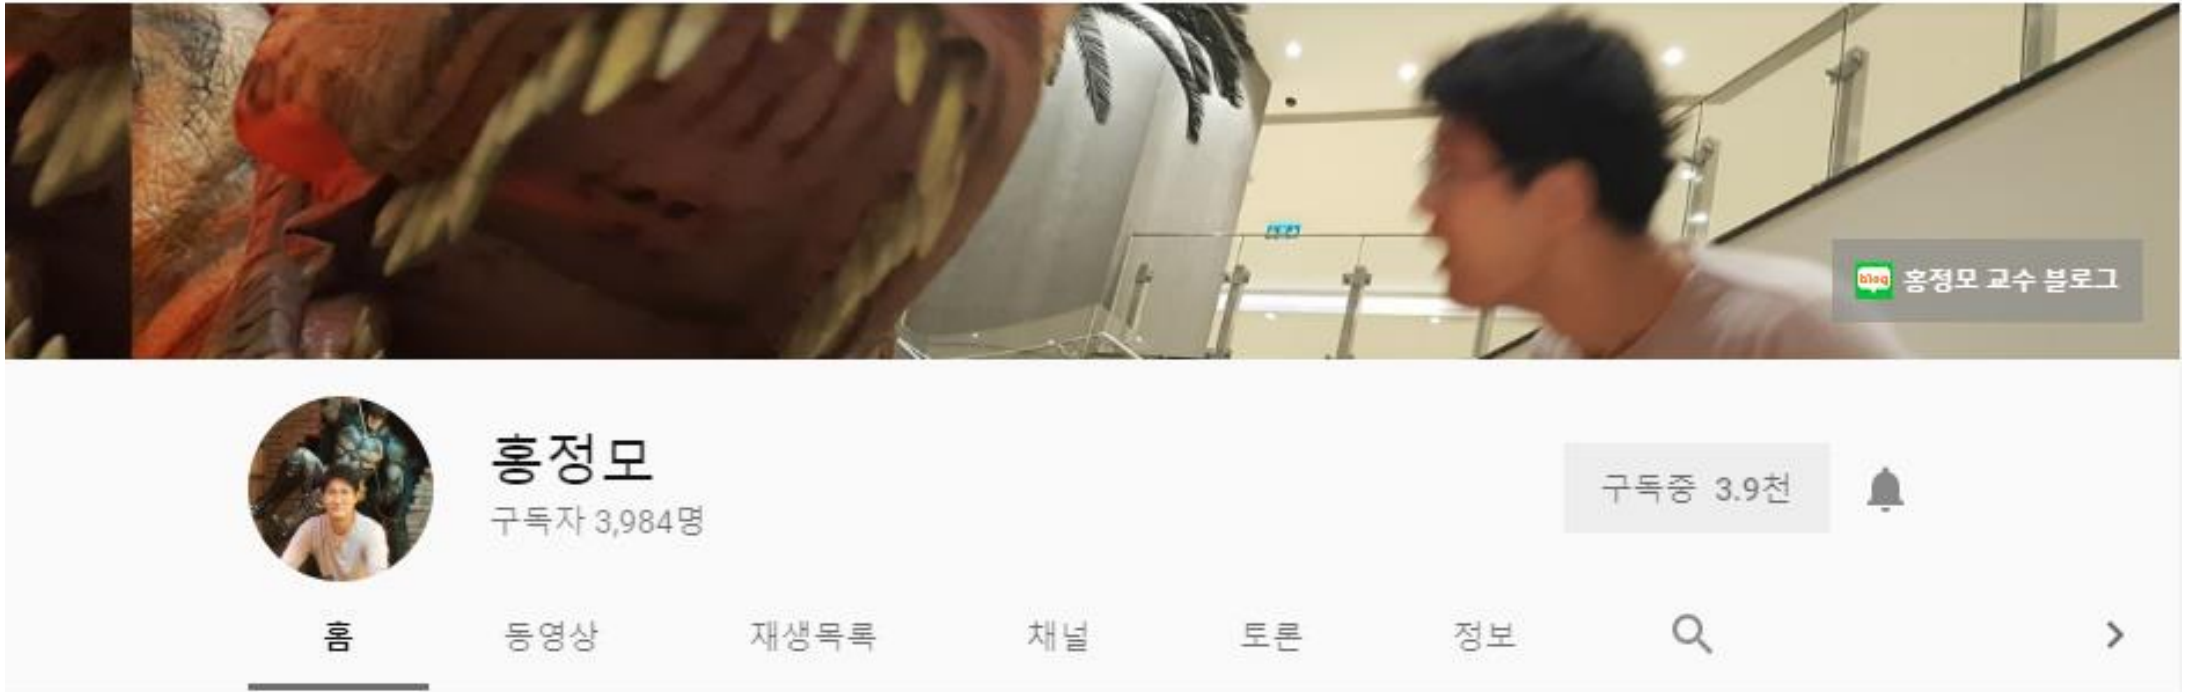 blog 홍정모 교수 블로그
홍정모
구독자 3,984명
구독중 3.9천
홈 동영상 재생목록 채널 토론 정보